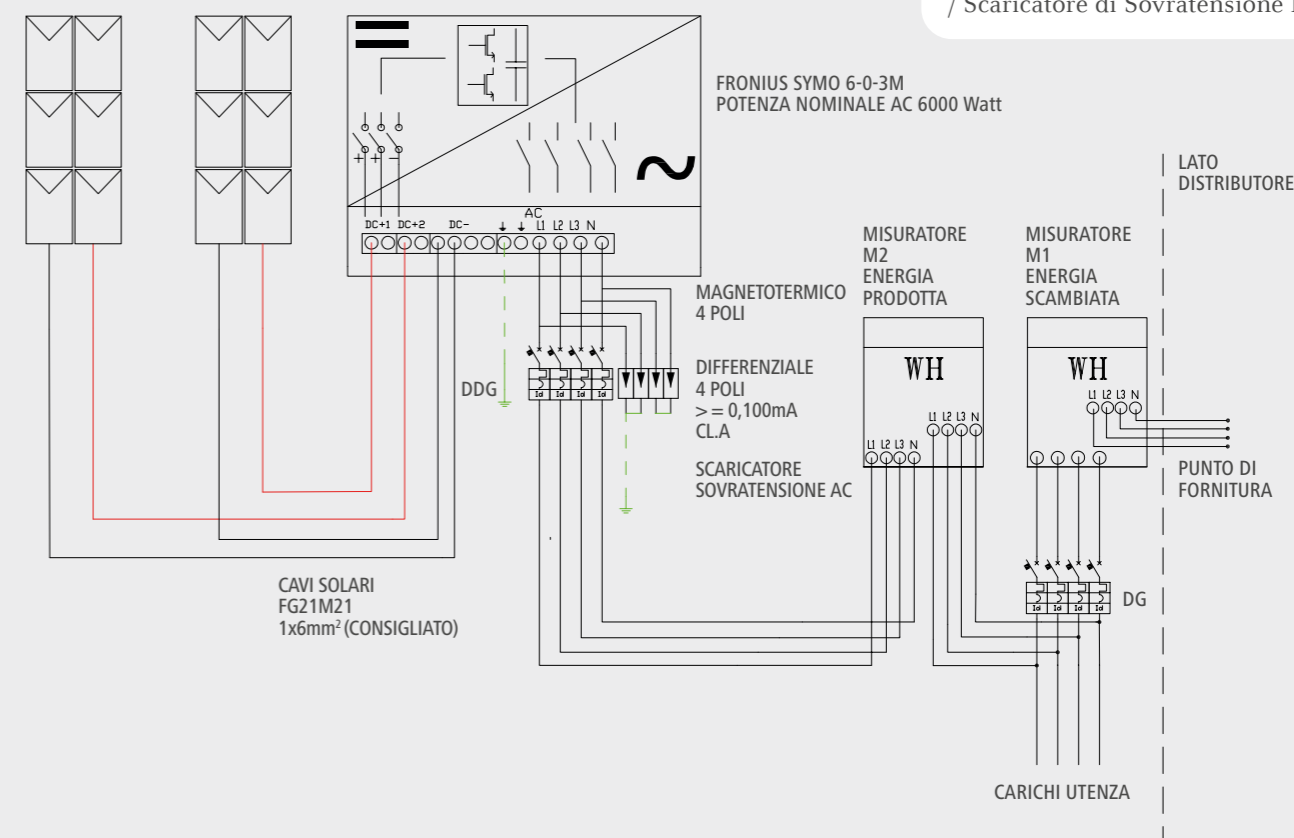 / Scaricatore di Sovratensione
FRONIUS SYMO 6-0-3M
POTENZA NOMINALE AC 6000 Watt
+ + -
AC
DC+1 DC+2 DC- L1 L2 L3 N
LATO
DISTRIBUTORE
MISURATORE
M2
ENERGIA
PRODOTTA
MISURATORE
M1
ENERGIA
SCAMBIATA
MAGNETOTERMICO
4 POLI
WH
L1 L2 L3 N
L1 L2 L3 N
WH
L1 L2 L3 N
DDG
Id Id Id Id
DIFFERENZIALE
4 POLI
> = 0,100mA
CL.A
SCARICATORE
SOVRATENSIONE AC
PUNTO DI
FORNITURA
CAVI SOLARI
FG21M21
1x6mm² (CONSIGLIATO)
Id Id Id Id
DG
CARICHI UTENZA